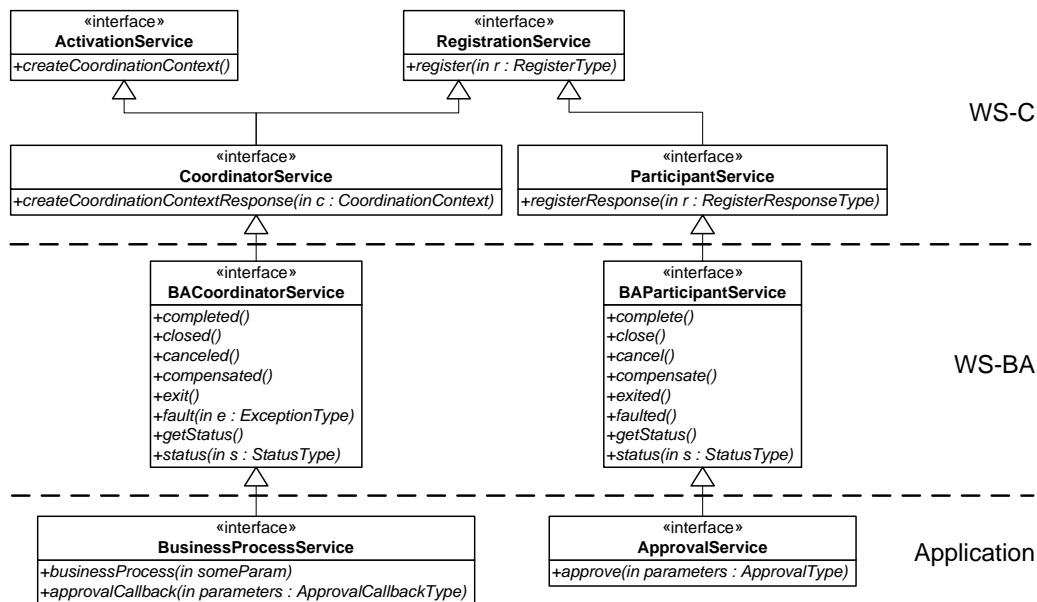 «interface»
ActivationService
+createCoordinationContext()
«interface»
RegistrationService
+register(in r : RegisterType)
WS-C
«interface»
CoordinatorService
+createCoordinationContextResponse(in c : CoordinationContext)
«interface»
ParticipantService
+registerResponse(in r : RegisterResponseType)
«interface»
BACoordinatorService
+completed()
+closed()
+canceled()
+compensated()
+exit()
+fault(in e : ExceptionType)
+getStatus()
+status(in s : StatusType)
«interface»
BAParticipantService
+complete()
+close()
+cancel()
+compensate()
+exited()
+faulted()
+getStatus()
+status(in s : StatusType)
WS-BA
«interface»
BusinessProcessService
+businessProcess(in someParam)
+approvalCallback(in parameters : ApprovalCallbackType)
«interface»
ApprovalService
+approve(in parameters : ApprovalType)
Application